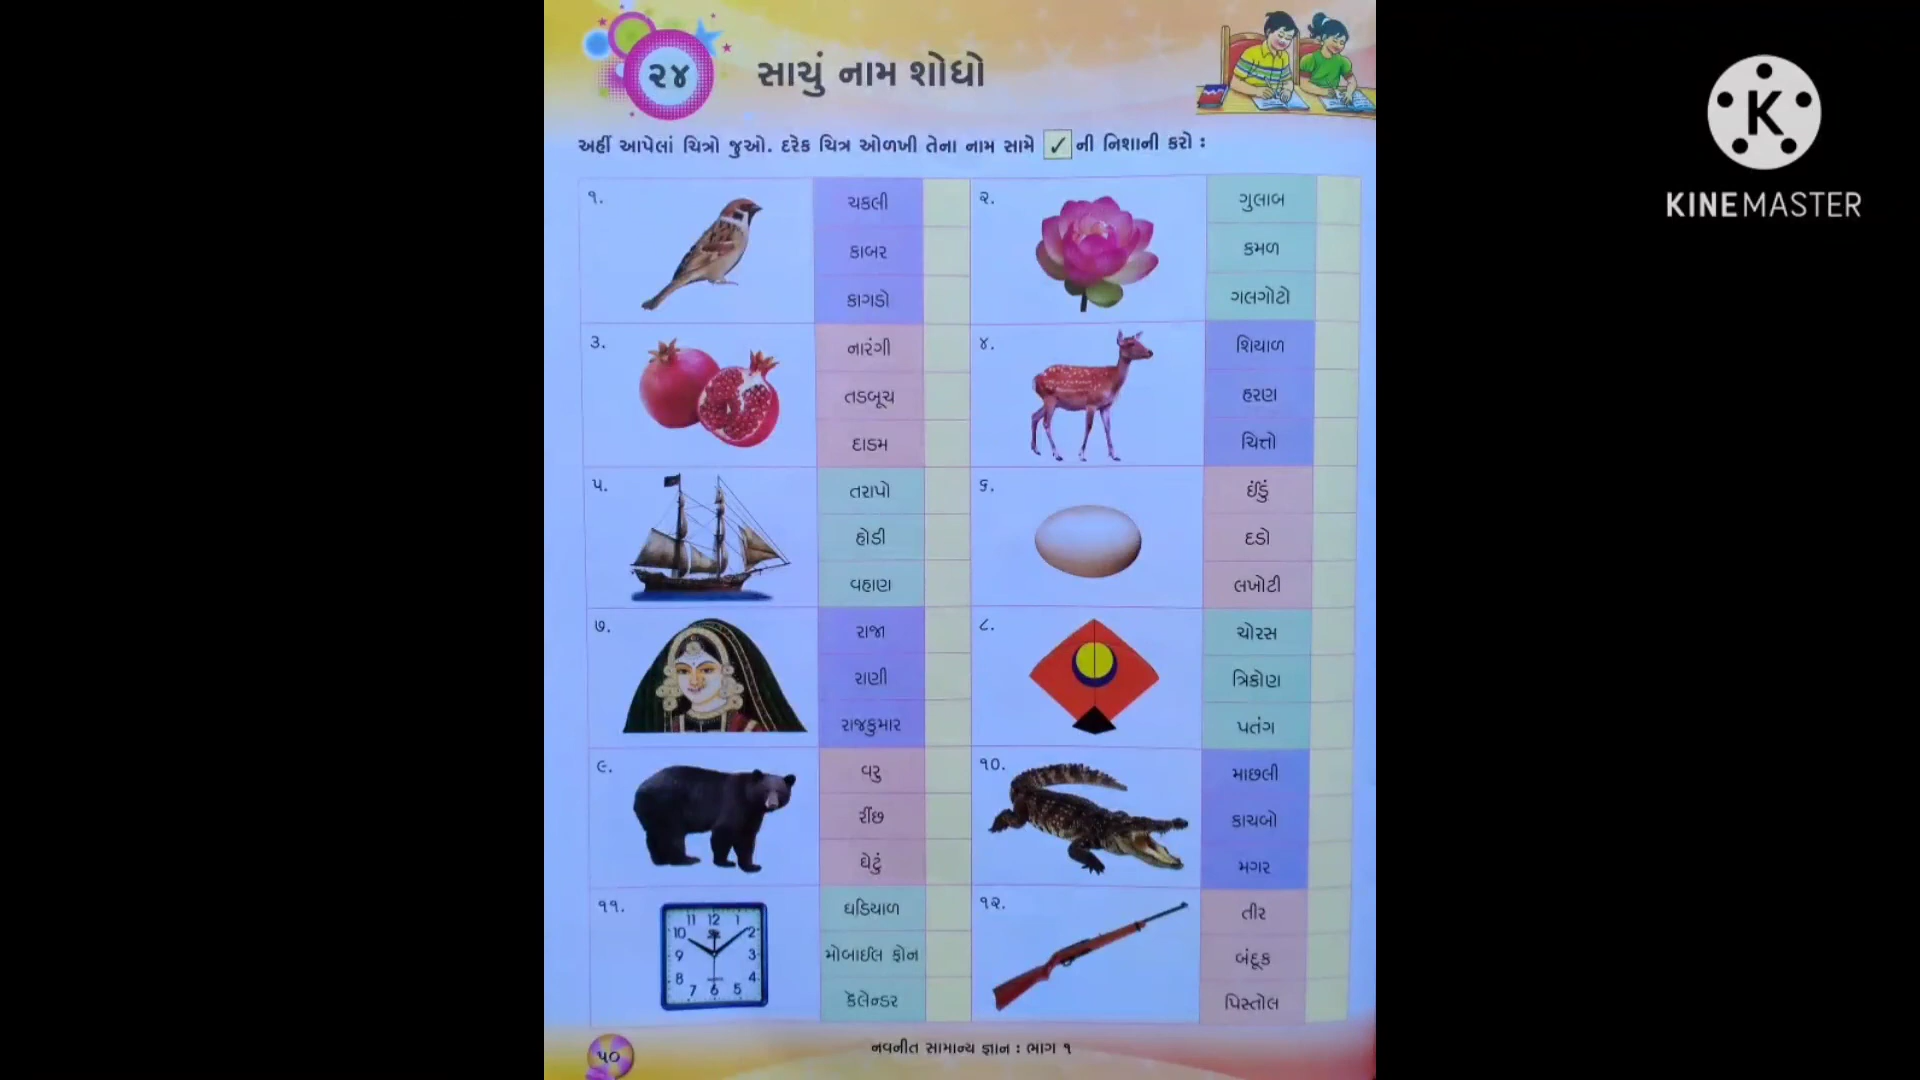 ૨૪
સાચું નામ શોધો
અહીં આપેલાં ચિત્રો જુઓ. દરેક ચિત્ર ઓળખી તેના નામ સામે ✓ ની નિશાની કરો :
૧.
ચકલી
કાબર
કાગડો
૨.
ગુલાબ
કમળ
ગલગોટો
૩.
નારંગી
તડબૂચ
દાડમ
૪.
શિયાળ
હરણ
ચિત્તો
૫.
તરાપો
હોડી
વહાણ
૬.
ઈંડું
દડો
લખોટી
૭.
રાજા
રાણી
રાજકુમાર
૮.
ચોરસ
ત્રિકોણ
પતંગ
૯.
વરુ
રીંછ
ઘેટું
૧૦.
માછલી
કાચબો
મગર
૧૧.
11 12 1
10 2
9 3
8 4
7 6 5
ઘડિયાળ
મોબાઈલ ફોન
કૅલેન્ડર
૧૨.
તીર
બંદૂક
પિસ્તોલ
૫૦
નવનીત સામાન્ય જ્ઞાન : ભાગ ૧
K
KINEMASTER